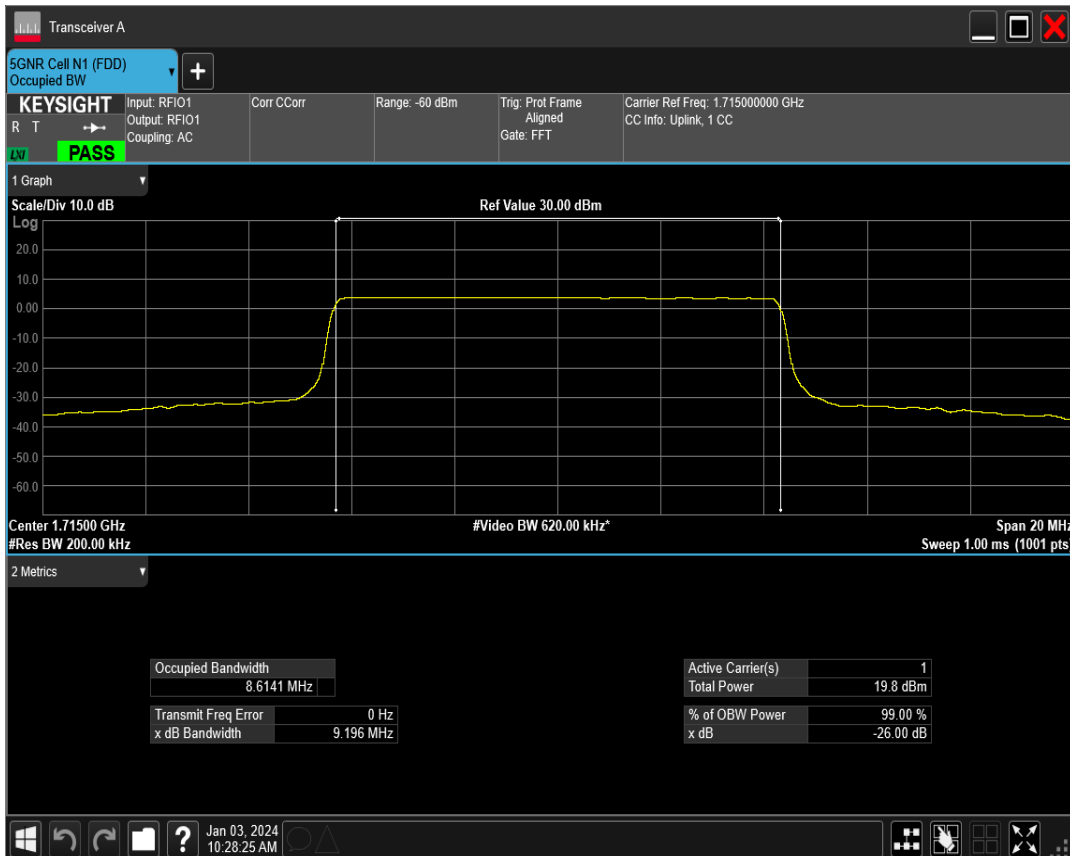 Transceiver A
5GNR Cell N1 (FDD)
Occupied BW
KEYSIGHT
R T
LXI
PASS
Input: RFIO1
Output: RFIO1
Coupling: AC
Corr CCorr
Range: -60 dBm
Trig: Prot Frame
Aligned
Gate: FFT
Carrier Ref Freq: 1.715000000 GHz
CC Info: Uplink, 1 CC
1 Graph
Scale/Div 10.0 dB
Ref Value 30.00 dBm
Log
20.0
10.0
0.00
-10.0
-20.0
-30.0
-40.0
-50.0
-60.0
Center 1.71500 GHz
#Video BW 620.00 kHz*
Span 20 MHz
#Res BW 200.00 kHz
Sweep 1.00 ms (1001 pts)
2 Metrics
Occupied Bandwidth
8.6141 MHz
Transmit Freq Error 0 Hz
x dB Bandwidth 9.196 MHz
Active Carrier(s) 1
Total Power 19.8 dBm
% of OBW Power 99.00 %
x dB -26.00 dB
?
Jan 03, 2024
10:28:25 AM